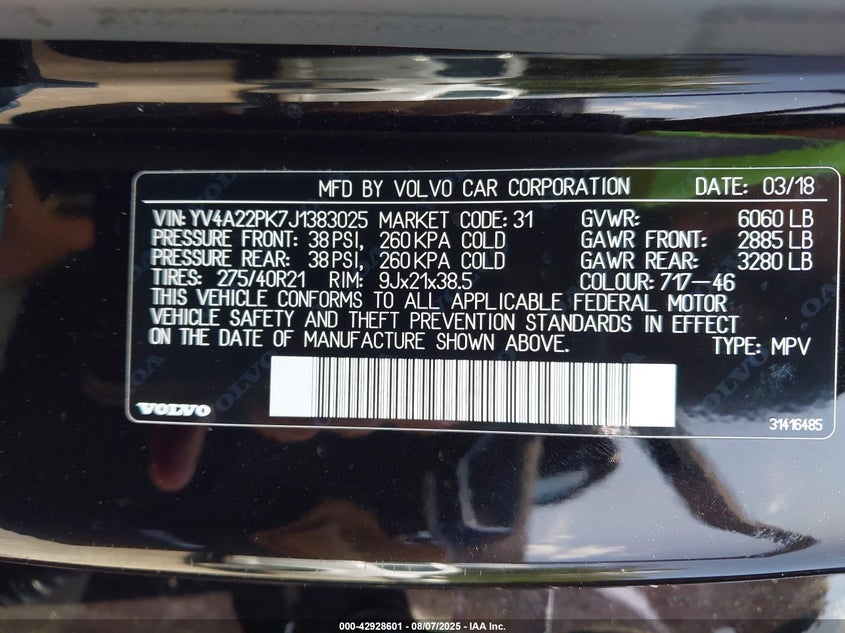 MFD BY VOLVO CAR CORPORATION DATE: 03/18
VIN: YV4A22PK7J1383025 MARKET CODE: 31 GVWR: 6060 LB
PRESSURE FRONT: 38 PSI, 260 KPA COLD GAWR FRONT: 2885 LB
PRESSURE REAR: 38 PSI, 260 KPA COLD GAWR REAR: 3280 LB
TIRES: 275/40R21 RIM: 9Jx21x38.5 COLOUR: 717-46
THIS VEHICLE CONFORMS TO ALL APPLICABLE FEDERAL MOTOR
VEHICLE SAFETY AND THEFT PREVENTION STANDARDS IN EFFECT
ON THE DATE OF MANUFACTURE SHOWN ABOVE. TYPE: MPV
VOLVO
31416485
000-42928601 - 08/07/2025 - IAA Inc.